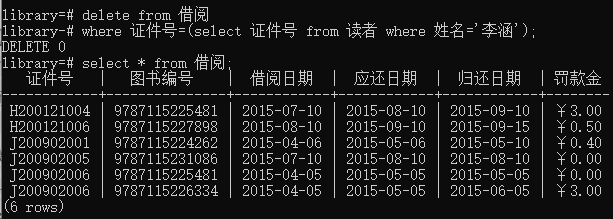 library=# delete from 借阅
library-# where 证件号=(select 证件号 from 读者 where 姓名='李涵');
DELETE 0
library=# select * from 借阅;
证件号 | 图书编号 | 借阅日期 | 应还日期 | 归还日期 | 罚款金
H200121004 | 9787115225481 | 2015-07-10 | 2015-08-10 | 2015-09-10 | ￥3.00
H200121006 | 9787115227898 | 2015-08-10 | 2015-09-10 | 2015-09-15 | ￥0.50
J200902001 | 9787115224262 | 2015-04-06 | 2015-05-06 | 2015-05-10 | ￥0.40
J200902005 | 9787115231086 | 2015-07-10 | 2015-08-10 | 2015-08-10 | ￥0.00
J200902006 | 9787115225481 | 2015-04-05 | 2015-05-05 | 2015-05-05 | ￥0.00
J200902006 | 9787115226334 | 2015-04-05 | 2015-05-05 | 2015-06-05 | ￥3.00
(6 rows)